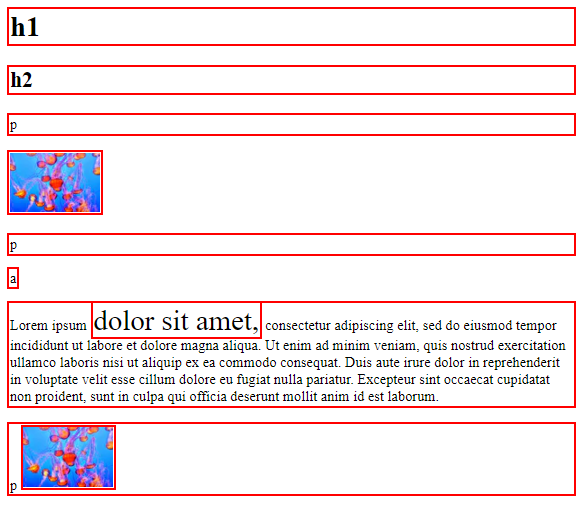 h1
h2
p
p
a
Lorem ipsum dolor sit amet, consectetur adipiscing elit, sed do eiusmod tempor
incididunt ut labore et dolore magna aliqua. Ut enim ad minim veniam, quis nostrud exercitation
ullamco laboris nisi ut aliquip ex ea commodo consequat. Duis aute irure dolor in reprehenderit
in voluptate velit esse cillum dolore eu fugiat nulla pariatur. Excepteur sint occaecat cupidatat
non proident, sunt in culpa qui officia deserunt mollit anim id est laborum.
p